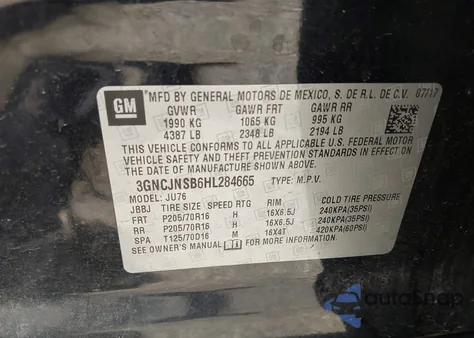 GM
MFD BY GENERAL MOTORS DE MEXICO, S. DE R.L. DE C.V. 07/17
GVWR GAWR FRT GAWR RR
1990 KG 1065 KG 995 KG
4387 LB 2348 LB 2194 LB
THIS VEHICLE CONFORMS TO ALL APPLICABLE U.S. FEDERAL MOTOR
VEHICLE SAFETY, BUMPER, AND THEFT PREVENTION STANDARDS IN EFFECT ON
THE DATE OF MANUFACTURE SHOWN ABOVE.
3GNCJNSB6HL284665 TYPE: M.P.V.
MODEL: JU76
JBBJ TIRE SIZE SPEED RTG RIM COLD TIRE PRESSURE
FRT P205/70R16 H 16X6.5J 240KPA(35PSI)
RR P205/70R16 H 16X6.5J 240KPA(35PSI)
SPA T125/70D16 M 16X4T 420KPA(60PSI)
SEE OWNER'S MANUAL FOR MORE INFORMATION.
autosnap